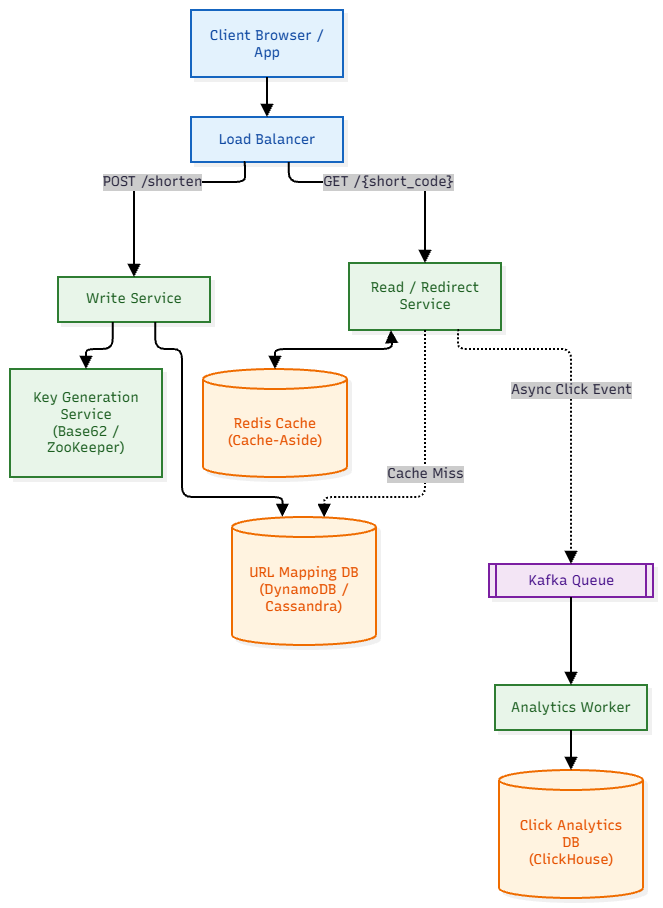 Client Browser /
App
Load Balancer
POST /shorten
GET /{short_code}
Write Service
Read / Redirect
Service
Key Generation
Service
(Base62 /
ZooKeeper)
Redis Cache
(Cache-Aside)
Async Click Event
Cache Miss
URL Mapping DB
(DynamoDB /
Cassandra)
Kafka Queue
Analytics Worker
Click Analytics
DB
(ClickHouse)